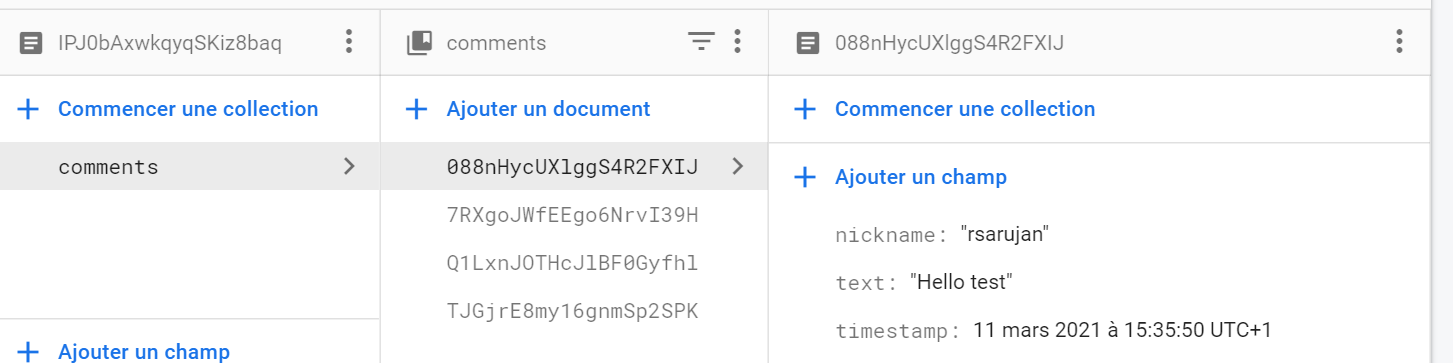 IPJ0bAxwkqyqSKiz8baq
comments
088nHycUXlggS4R2FXIJ
Commencer une collection
Ajouter un document
Commencer une collection
comments
088nHycUXlggS4R2FXIJ
7RXgoJWfEEgo6NrvI39H
Q1LxnJOTHcJlBF0Gyfhl
TJGjrE8my16gnmSp2SPK
Ajouter un champ
Ajouter un champ
nickname: "rsarujan"
text: "Hello test"
timestamp: 11 mars 2021 à 15:35:50 UTC+1